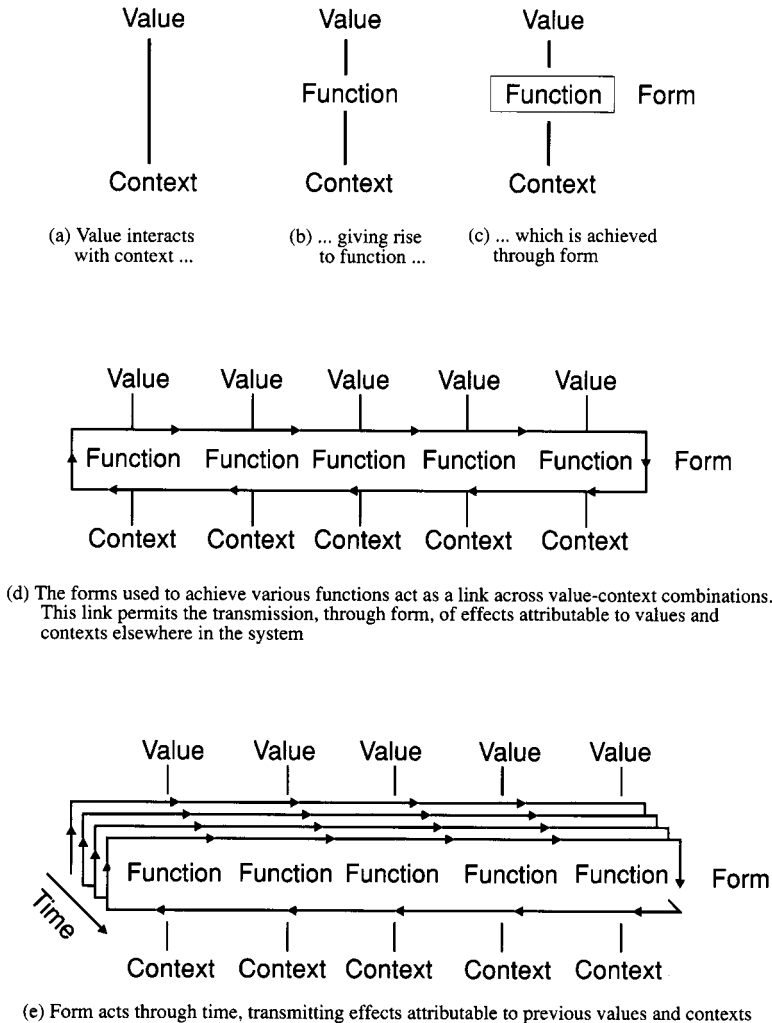 Value Value Value
Function Function Form
Context Context Context
(a) Value interacts
with context ...
(b) ... giving rise
to function ...
(c) ... which is achieved
through form
Value Value Value Value Value
Function Function Function Function Function Form
Context Context Context Context Context
(d) The forms used to achieve various functions act as a link across value-context combinations.
This link permits the transmission, through form, of effects attributable to values and
contexts elsewhere in the system
Value Value Value Value Value
Function Function Function Function Function Form
Time
Context Context Context Context Context
(e) Form acts through time, transmitting effects attributable to previous values and contexts